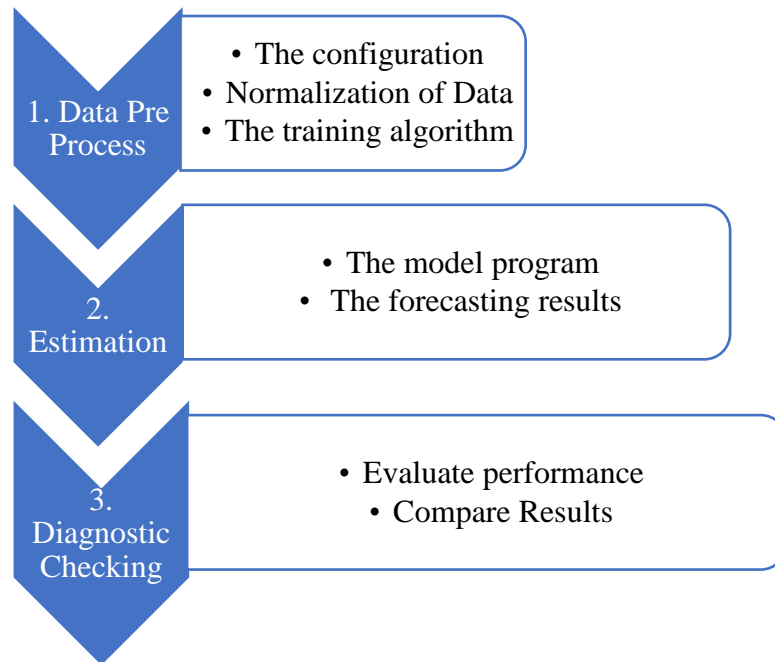 1. Data Pre
Process
• The configuration
• Normalization of Data
• The training algorithm
2.
Estimation
• The model program
• The forecasting results
3.
Diagnostic
Checking
• Evaluate performance
• Compare Results